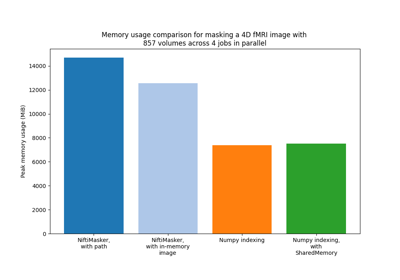 Memory usage comparison for masking a 4D fMRI image with
857 volumes across 4 jobs in parallel
Peak memory usage (MiB)
14000
12000
10000
8000
6000
4000
2000
0
NiftiMasker,
with path
NiftiMasker,
with in-memory
image
Numpy indexing
Numpy indexing,
with
SharedMemory